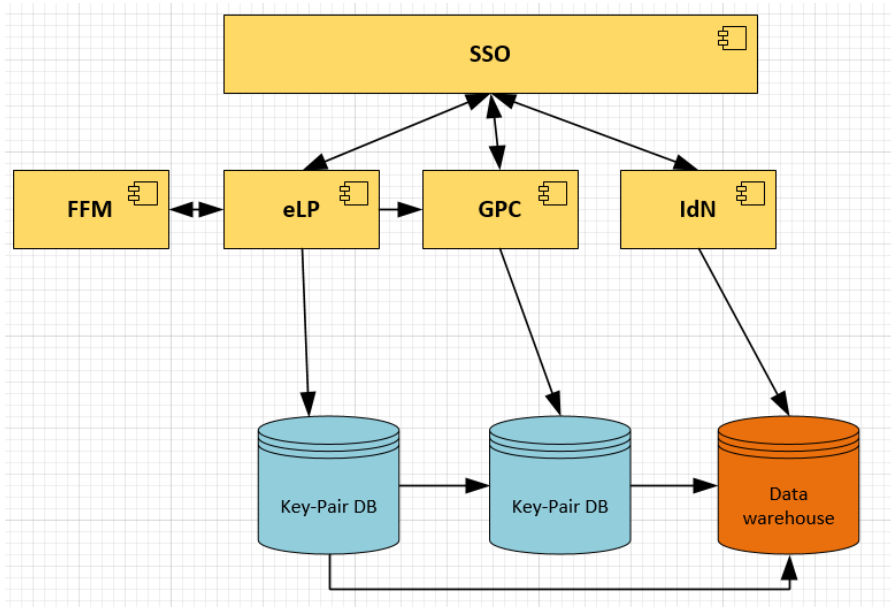 SSO
FFM
eLP
GPC
IdN
Key-Pair DB
Key-Pair DB
Data
warehouse